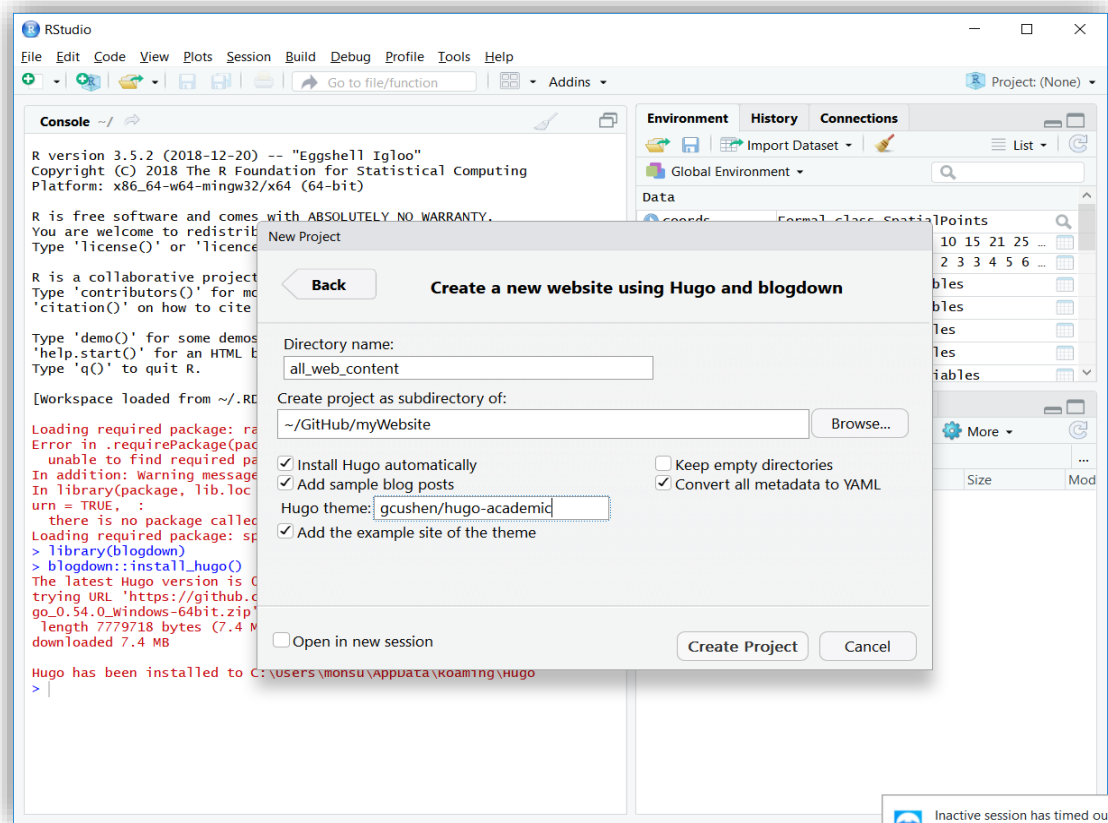 RStudio
File Edit Code View Plots Session Build Debug Profile Tools Help
Go to file/function Addins Project: (None)
Console ~/
R version 3.5.2 (2018-12-20) -- "Eggshell Igloo"
Copyright (C) 2018 The R Foundation for Statistical Computing
Platform: x86_64-w64-mingw32/x64 (64-bit)
R is free software and comes with ABSOLUTELY NO WARRANTY.
You are welcome to redistrib
Type 'license()' or 'licence
R is a collaborative project
Type 'contributors()' for mo
'citation()' on how to cite
Type 'demo()' for some demos
'help.start()' for an HTML b
Type 'q()' to quit R.
[Workspace loaded from ~/.RD
Loading required package: ra
Error in .requirePackage(pac
unable to find required pa
In addition: Warning message
In library(package, lib.loc
urn = TRUE, :
there is no package called
Loading required package: sp
> library(blogdown)
> blogdown::install_hugo()
The latest Hugo version is 0
trying URL 'https://github.c
go_0.54.0_Windows-64bit.zip'
length 7779718 bytes (7.4 M
downloaded 7.4 MB
Hugo has been installed to C:\Users\monsu\AppData\Roaming\Hugo
>
New Project
Back
Create a new website using Hugo and blogdown
Directory name:
all_web_content
Create project as subdirectory of:
~/GitHub/myWebsite Browse...
Install Hugo automatically Keep empty directories
Add sample blog posts Convert all metadata to YAML
Hugo theme: gcushen/hugo-academic
Add the example site of the theme
Open in new session Create Project Cancel
Environment History Connections
Import Dataset List
Global Environment
Data
coords Formal class SpatialPoints
10 15 21 25 …
2 3 3 4 5 6 …
bles
bles
les
les
iables
More
...
Size Mod
Inactive session has timed ou